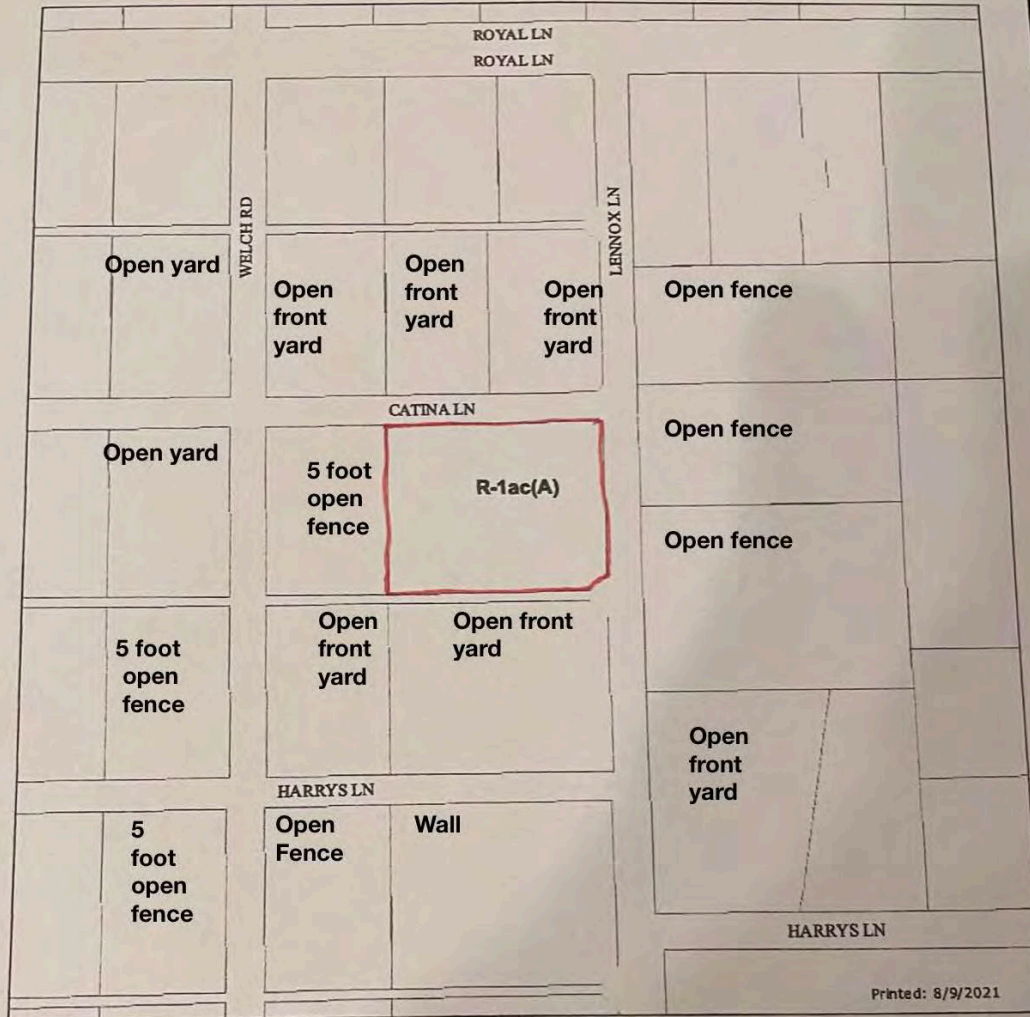 ROYAL LN
ROYAL LN
WELCH RD
LENNOX LN
Open yard
Open
front
yard
Open
front
yard
Open
front
yard
Open fence
CATINA LN
Open yard
5 foot
open
fence
R-1ac(A)
Open fence
Open fence
5 foot
open
fence
Open
front
yard
Open front
yard
Open
front
yard
HARRYS LN
5
foot
open
fence
Open
Fence
Wall
HARRYS LN
Printed: 8/9/2021